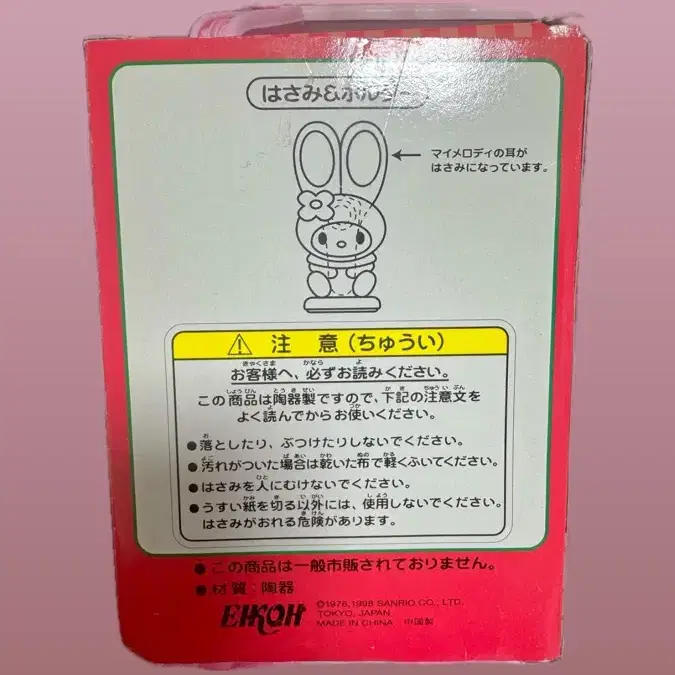 はさみ&ホルダー
マイメロディの耳が
はさみになっています。
注意(ちゅうい)
お客様へ、必ずお読みください。
この商品は陶器製ですので、下記の注意文を
よく読んでからお使いください。
●落としたり、ぶつけたりしないでください。
●汚れがついた場合は乾いた布で軽くふいてください。
●はさみを人にむけないでください。
●うすい紙を切る以外には、使用しないでください。
はさみがおれる危険があります。
●この商品は一般市販されておりません。
●材質:陶器
EIKOH
©1976,1998 SANRIO CO., LTD.
TOKYO, JAPAN
MADE IN CHINA 中国製